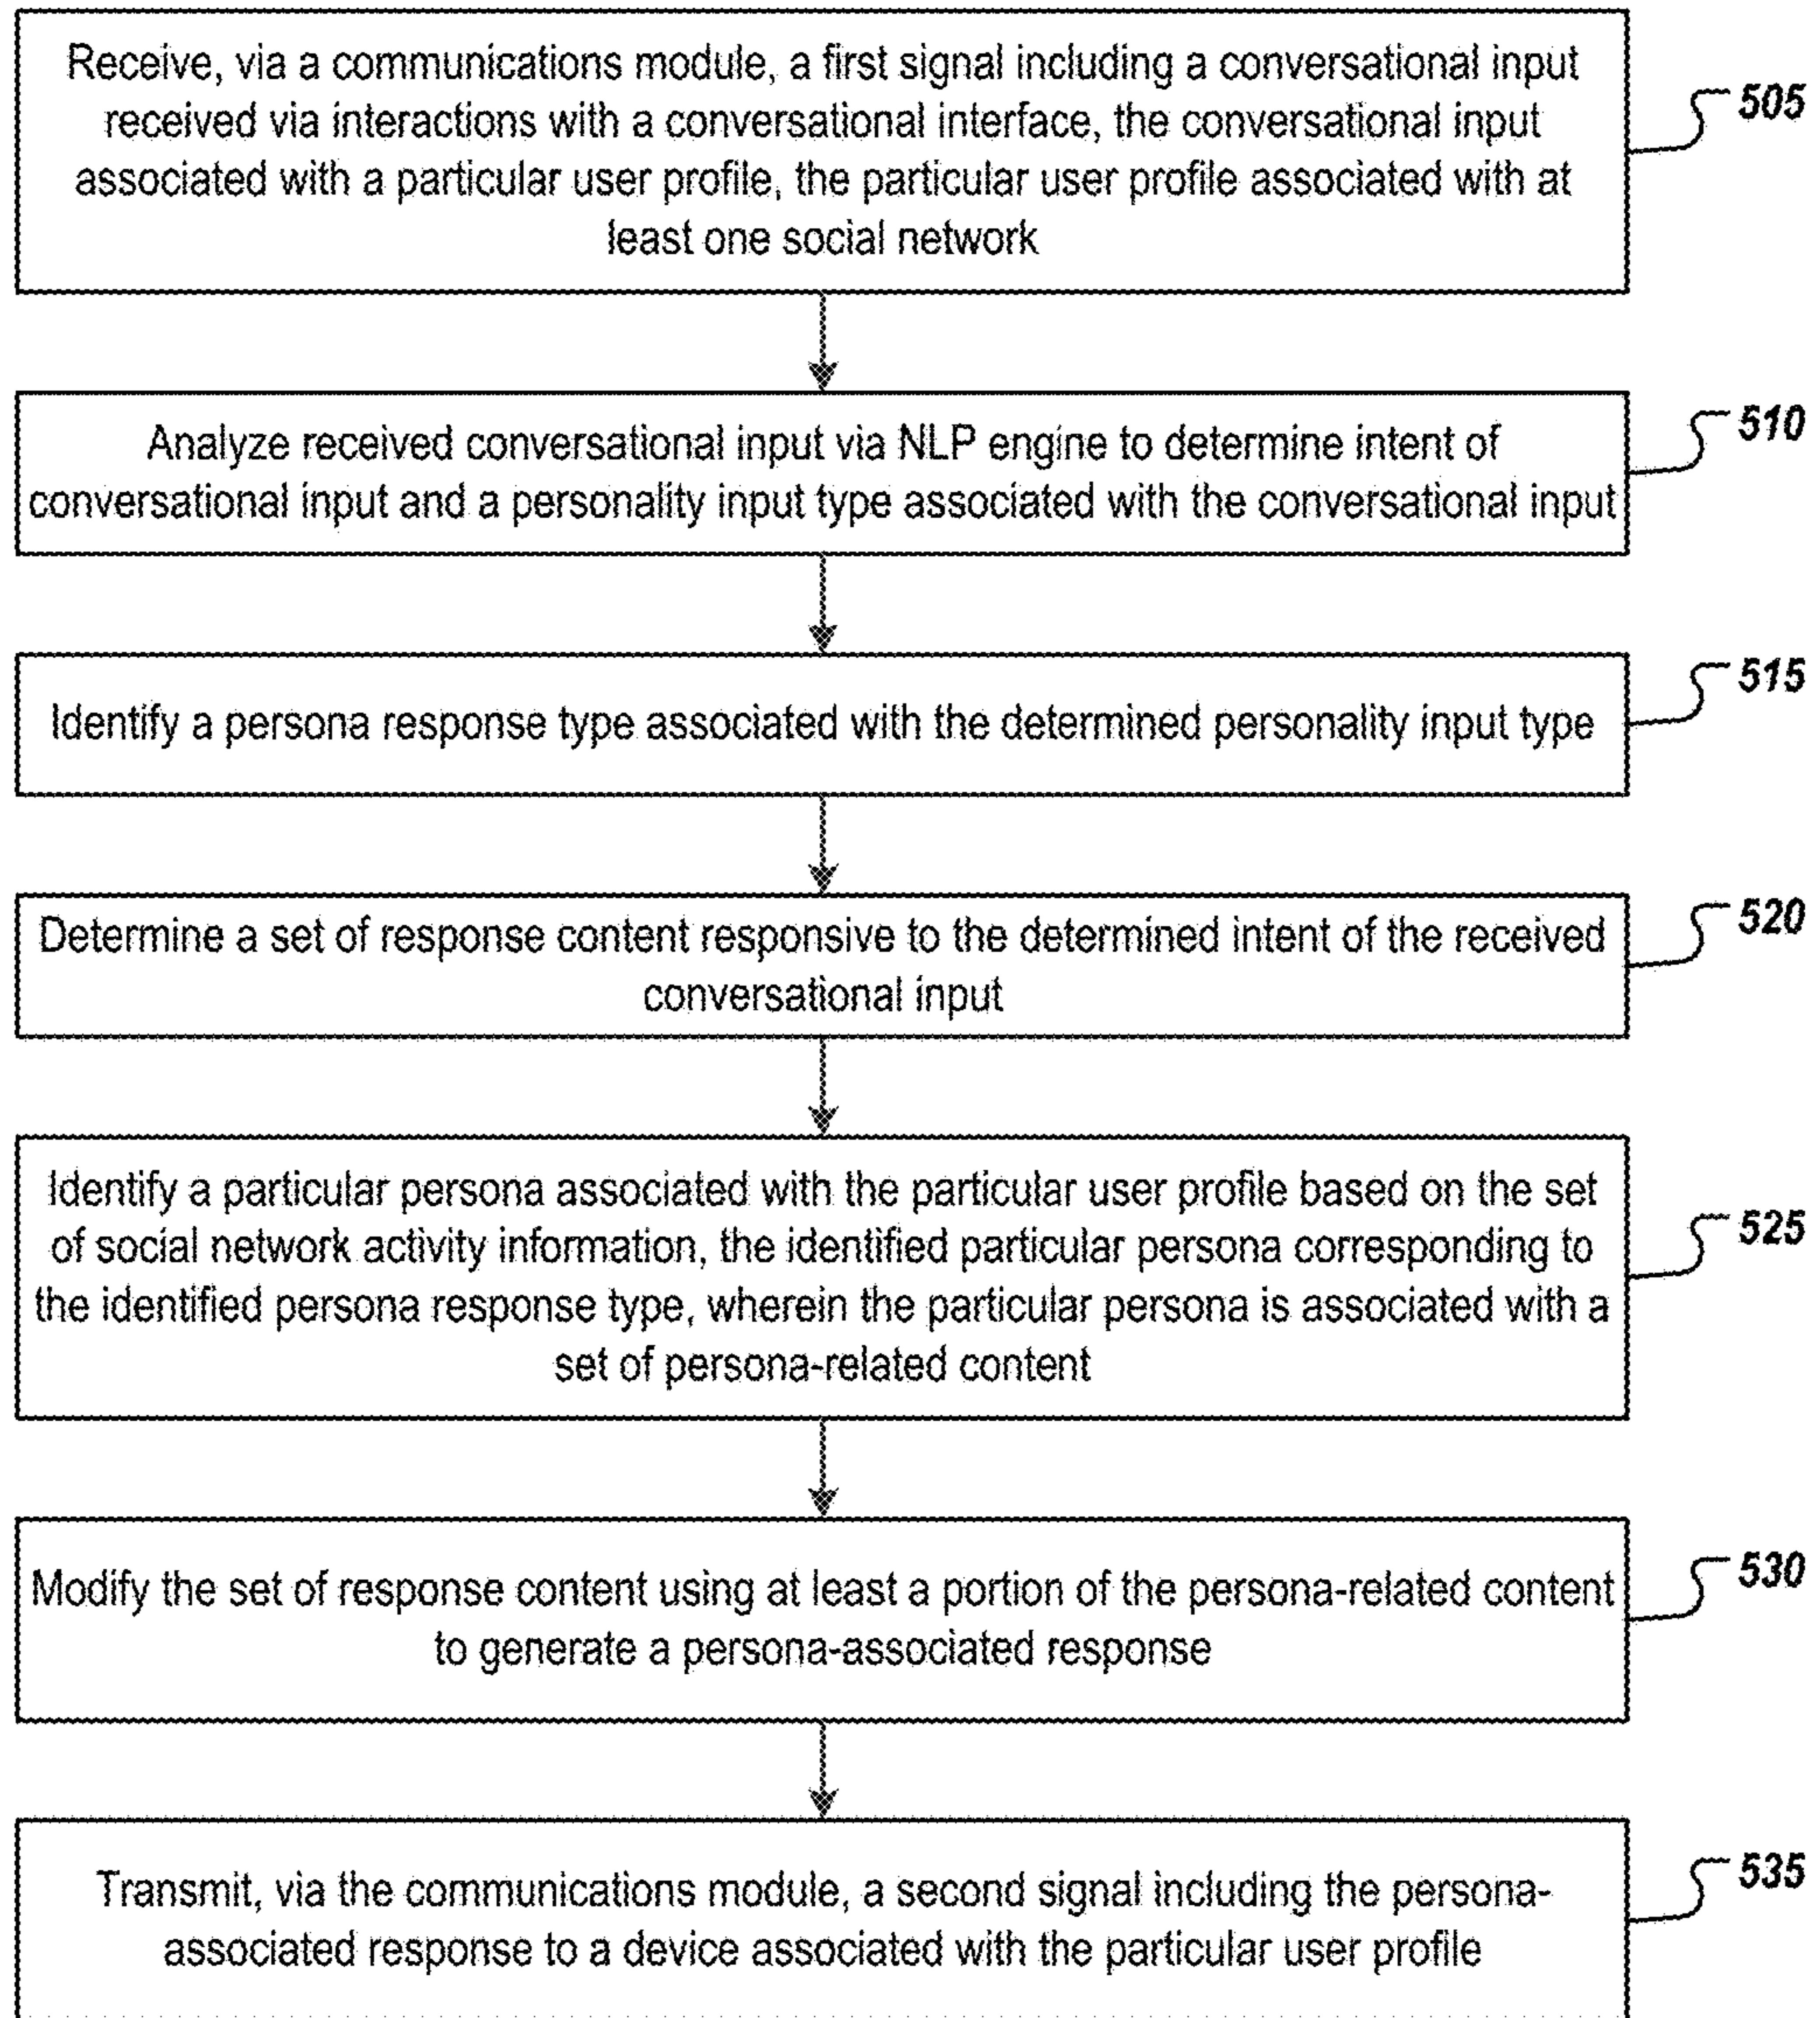 Receive, via a communications module, a first signal including a conversational input
received via interactions with a conversational interface, the conversational input
associated with a particular user profile, the particular user profile associated with at
least one social network
505
Analyze received conversational input via NLP engine to determine intent of
conversational input and a personality input type associated with the conversational input
510
Identify a persona response type associated with the determined personality input type
515
Determine a set of response content responsive to the determined intent of the received
conversational input
520
Identify a particular persona associated with the particular user profile based on the set
of social network activity information, the identified particular persona corresponding to
the identified persona response type, wherein the particular persona is associated with a
set of persona-related content
525
Modify the set of response content using at least a portion of the persona-related content
to generate a persona-associated response
530
Transmit, via the communications module, a second signal including the persona-
associated response to a device associated with the particular user profile
535